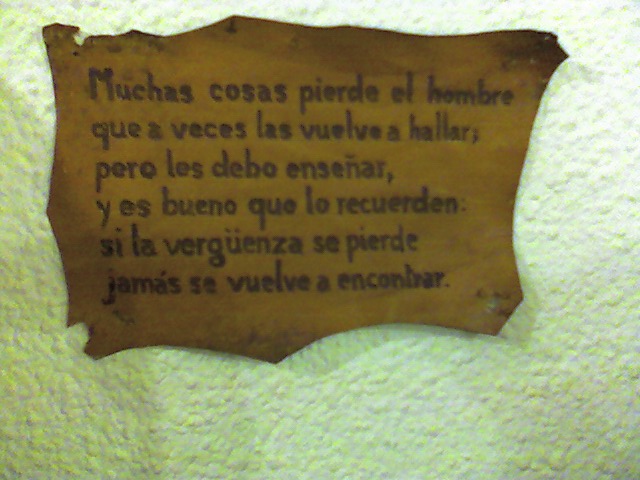 Muchas cosas pierde el hombre
que a veces las vuelve a hallar;
pero les debo enseñar,
y es bueno que lo recuerden:
si la vergüenza se pierde
jamás se vuelve a encontrar.